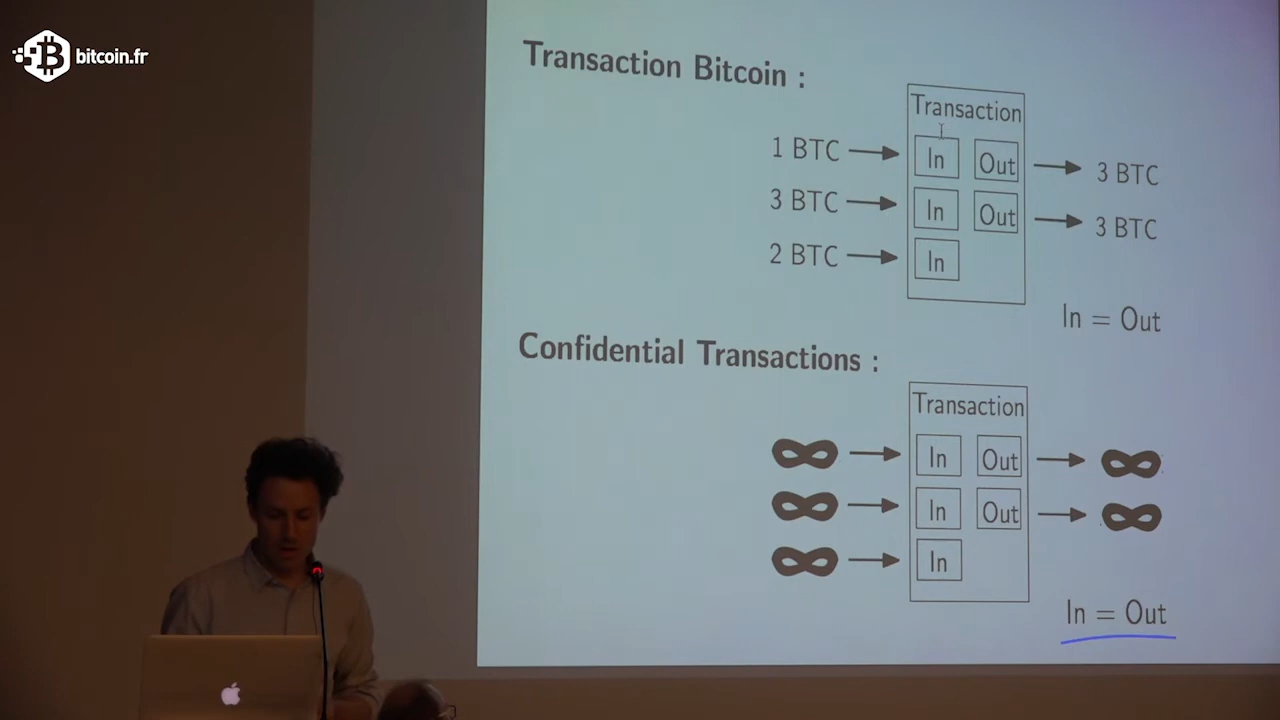 bitcoin.fr
Transaction Bitcoin :
Transaction
1 BTC In Out 3 BTC
3 BTC In Out 3 BTC
2 BTC In
In = Out
Confidential Transactions :
Transaction
In Out
In Out
In
In = Out